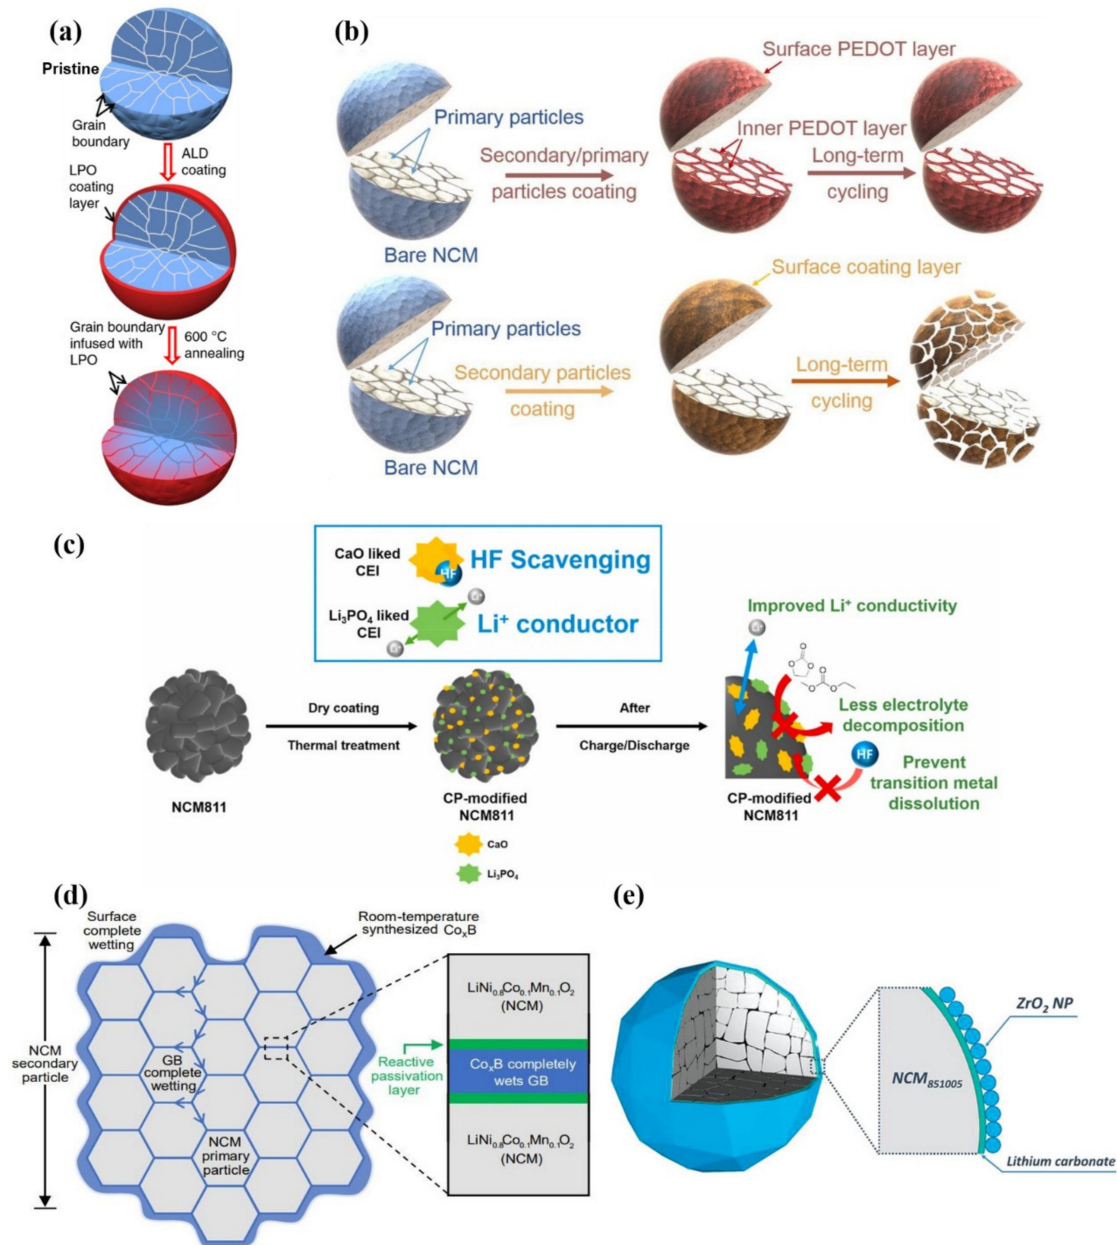 (a)
Pristine
Grain
boundary
ALD
coating
LPO
coating
layer
Grain boundary
infused with
LPO
600 °C
annealing
(b)
Primary particles
Bare NCM
Secondary/primary
particles coating
Surface PEDOT layer
Inner PEDOT layer
Long-term
cycling
Primary particles
Bare NCM
Secondary particles
coating
Surface coating layer
Long-term
cycling
(c)
CaO liked
CEI
HF
HF Scavenging
Li₃PO₄ liked
CEI
Li⁺
Li⁺
Li⁺ conductor
NCM811
Dry coating
Thermal treatment
CP-modified
NCM811
CaO
Li₃PO₄
After
Charge/Discharge
Improved Li⁺ conductivity
Li⁺
O
O
O
O
O
Less electrolyte
decomposition
HF
Prevent
transition metal
dissolution
CP-modified
NCM811
(d)
Surface
complete
wetting
Room-temperature
synthesized CoₓB
NCM
secondary
particle
GB
complete
wetting
NCM
primary
particle
Reactive
passivation
layer
LiNi₀.₈Co₀.₁Mn₀.₁O₂
(NCM)
CoₓB completely
wets GB
LiNi₀.₈Co₀.₁Mn₀.₁O₂
(NCM)
(e)
ZrO₂ NP
NCM₈₅₁₀₀₅
Lithium carbonate